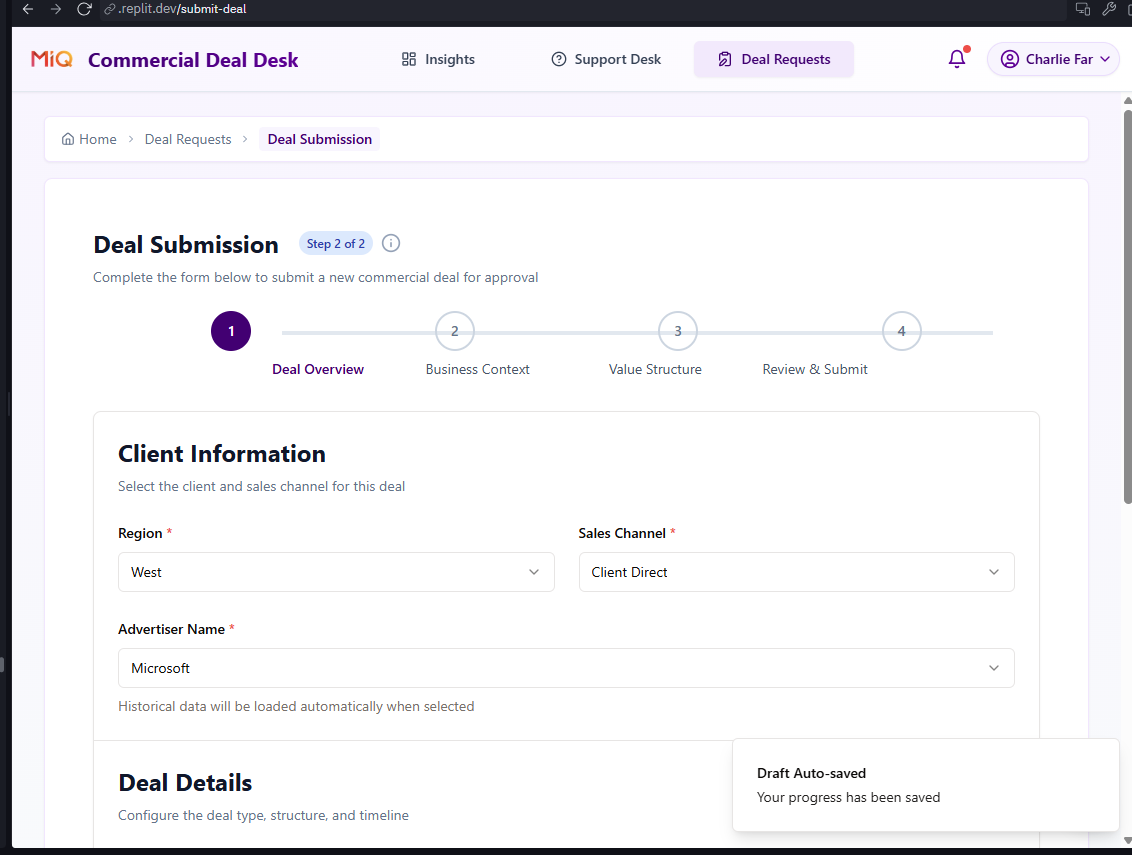 .replit.dev/submit-deal
MiQ Commercial Deal Desk Insights Support Desk Deal Requests Charlie Far
Home > Deal Requests > Deal Submission
Deal Submission Step 2 of 2
Complete the form below to submit a new commercial deal for approval
1 2 3 4
Deal Overview Business Context Value Structure Review & Submit
Client Information
Select the client and sales channel for this deal
Region * Sales Channel *
West Client Direct
Advertiser Name *
Microsoft
Historical data will be loaded automatically when selected
Deal Details
Configure the deal type, structure, and timeline
Draft Auto-saved
Your progress has been saved